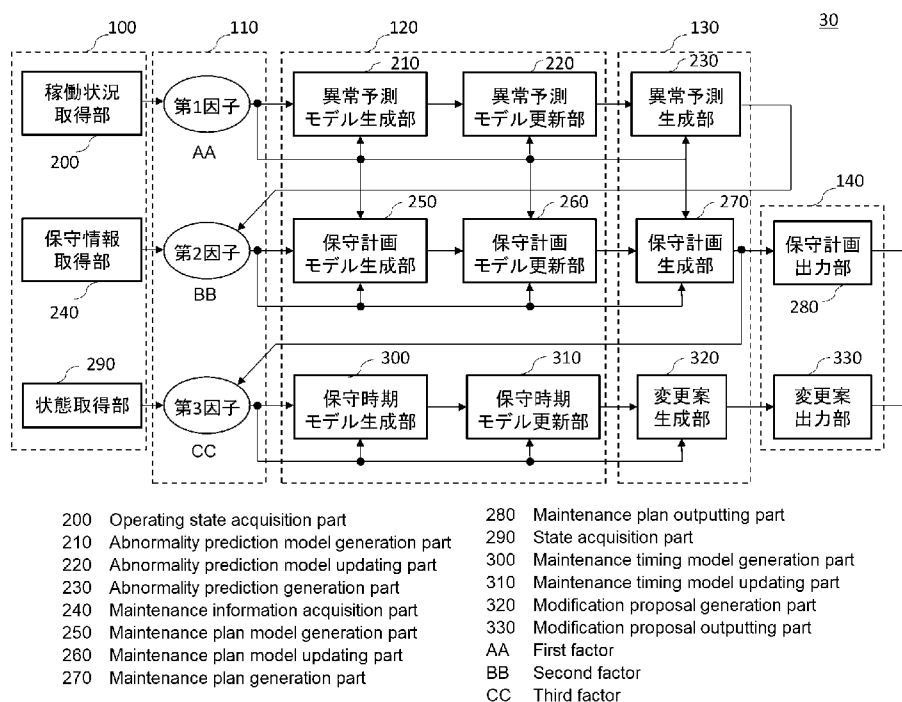 30
100
110
120
130
210
220
230
稼働状況
取得部
第1因子
異常予測
モデル生成部
異常予測
モデル更新部
異常予測
生成部
200
AA
140
250
260
270
保守情報
取得部
第2因子
保守計画
モデル生成部
保守計画
モデル更新部
保守計画
生成部
保守計画
出力部
240
BB
280
290
300
310
320
330
状態取得部
第3因子
保守時期
モデル生成部
保守時期
モデル更新部
変更案
生成部
変更案
出力部
CC
200 Operating state acquisition part
210 Abnormality prediction model generation part
220 Abnormality prediction model updating part
230 Abnormality prediction generation part
240 Maintenance information acquisition part
250 Maintenance plan model generation part
260 Maintenance plan model updating part
270 Maintenance plan generation part
280 Maintenance plan outputting part
290 State acquisition part
300 Maintenance timing model generation part
310 Maintenance timing model updating part
320 Modification proposal generation part
330 Modification proposal outputting part
AA First factor
BB Second factor
CC Third factor